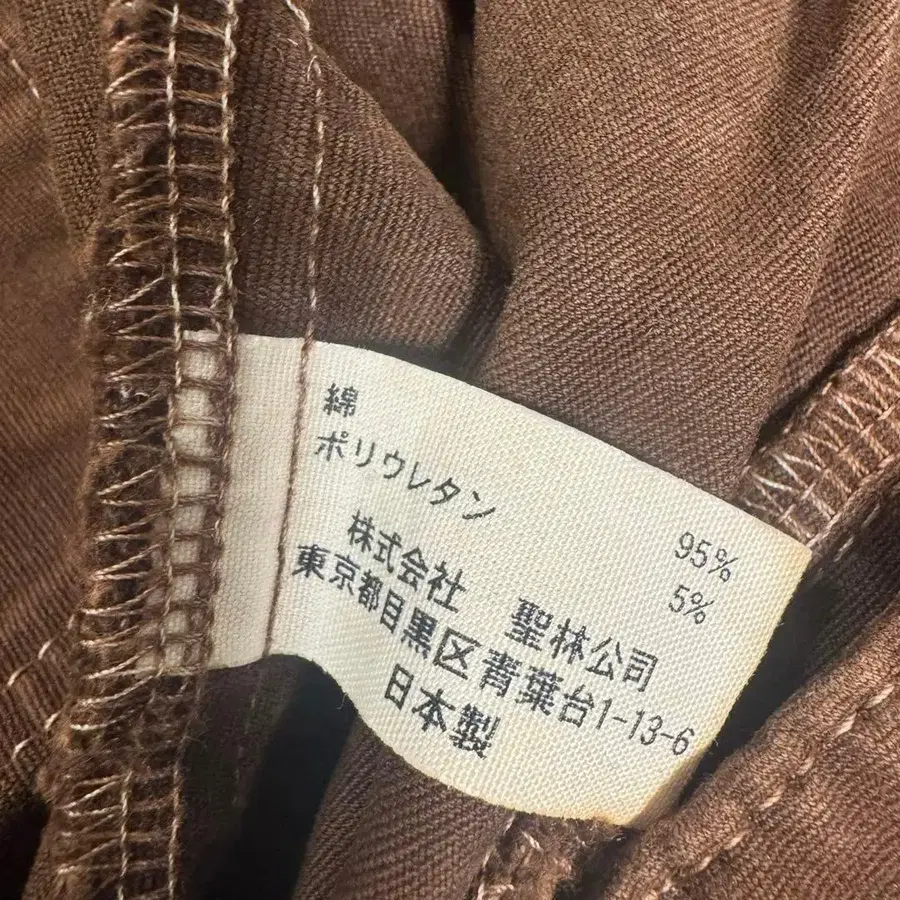 綿 95%
ポリウレタン 5%
株式会社 聖林公司
東京都目黒区青葉台1-13-6
日本製